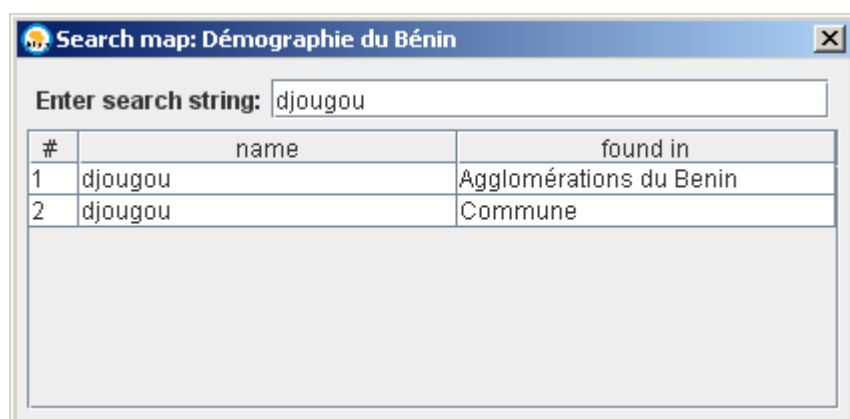 Search map: Démographie du Bénin
Enter search string: djougou
# name found in
1 djougou Agglomérations du Benin
2 djougou Commune